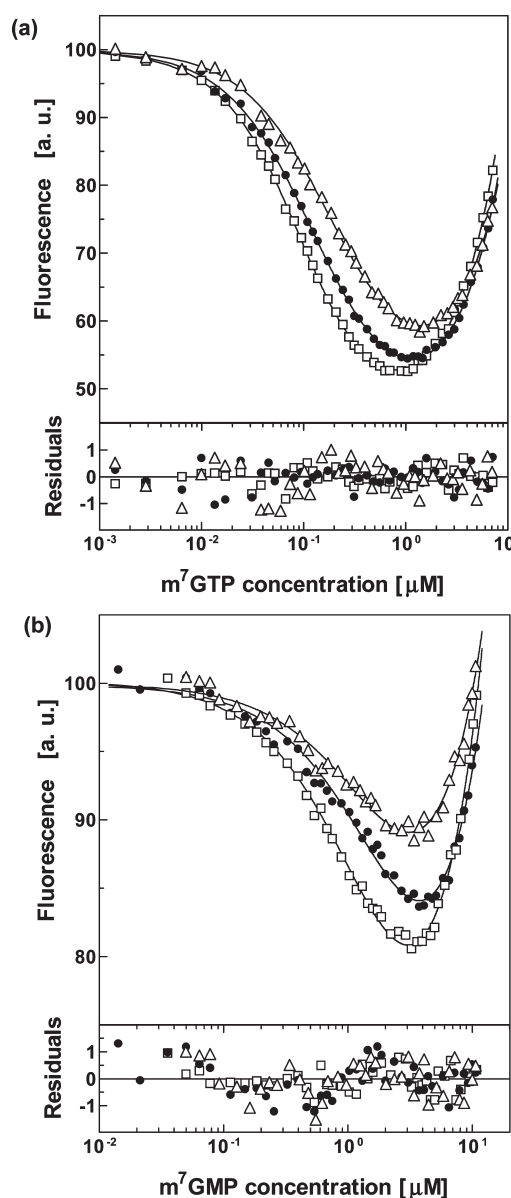 (a)
100
90
80
70
60
50
Fluorescence [a. u.]
1
0
-1
Residuals
10⁻³ 10⁻² 10⁻¹ 10⁰ 10
m⁷GTP concentration [μM]
(b)
100
90
80
Fluorescence [a. u.]
1
0
-1
Residuals
10⁻² 10⁻¹ 10⁰ 10¹
m⁷GMP concentration [μM]